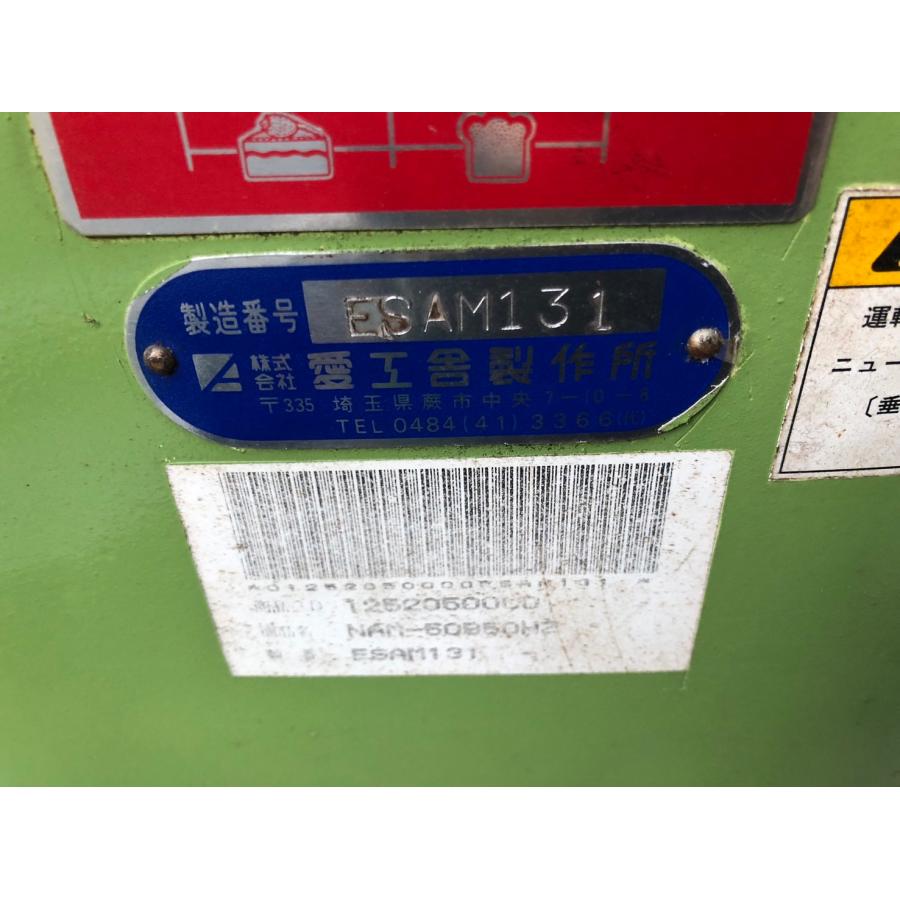 製造番号 ESAM131
株式会社 愛工舎製作所
〒335 埼玉県蕨市中央7-10-8
TEL 0484(41)3366(代)
1252050000
ESAM131
運転
ニュー
〔垂